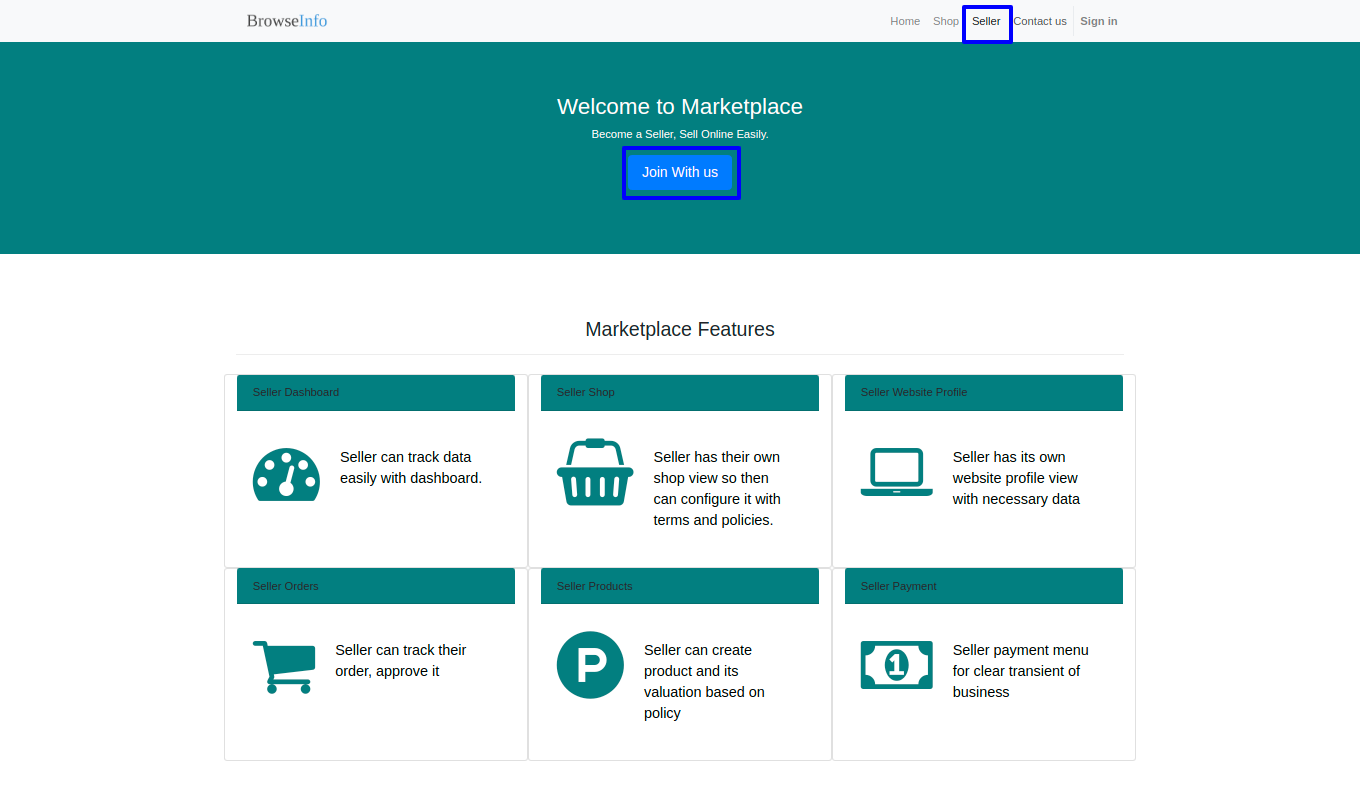 BrowseInfo
Home Shop Seller Contact us Sign in
Welcome to Marketplace
Become a Seller, Sell Online Easily.
Join With us
Marketplace Features
Seller Dashboard
Seller can track data
easily with dashboard.
Seller Shop
Seller has their own
shop view so then
can configure it with
terms and policies.
Seller Website Profile
Seller has its own
website profile view
with necessary data
Seller Orders
Seller can track their
order, approve it
Seller Products
P
Seller can create
product and its
valuation based on
policy
Seller Payment
1
Seller payment menu
for clear transient of
business